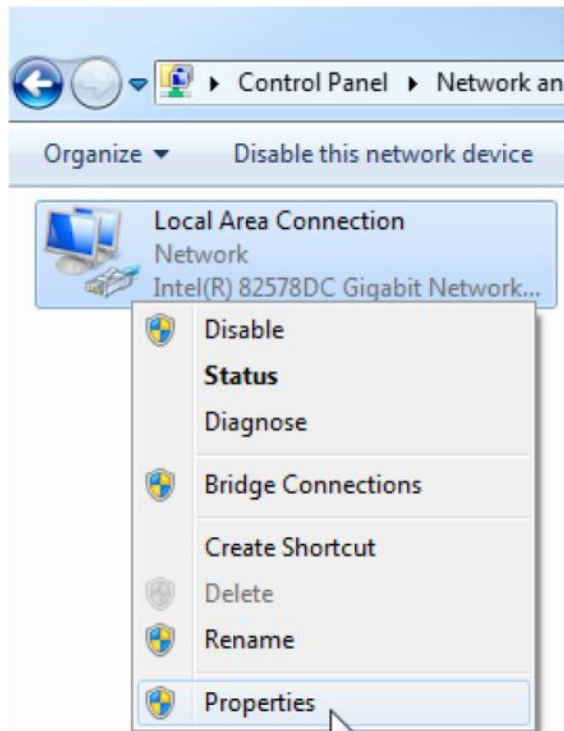 Control Panel Network an
Organize Disable this network device
Local Area Connection
Network
Intel(R) 82578DC Gigabit Network...
Disable
Status
Diagnose
Bridge Connections
Create Shortcut
Delete
Rename
Properties